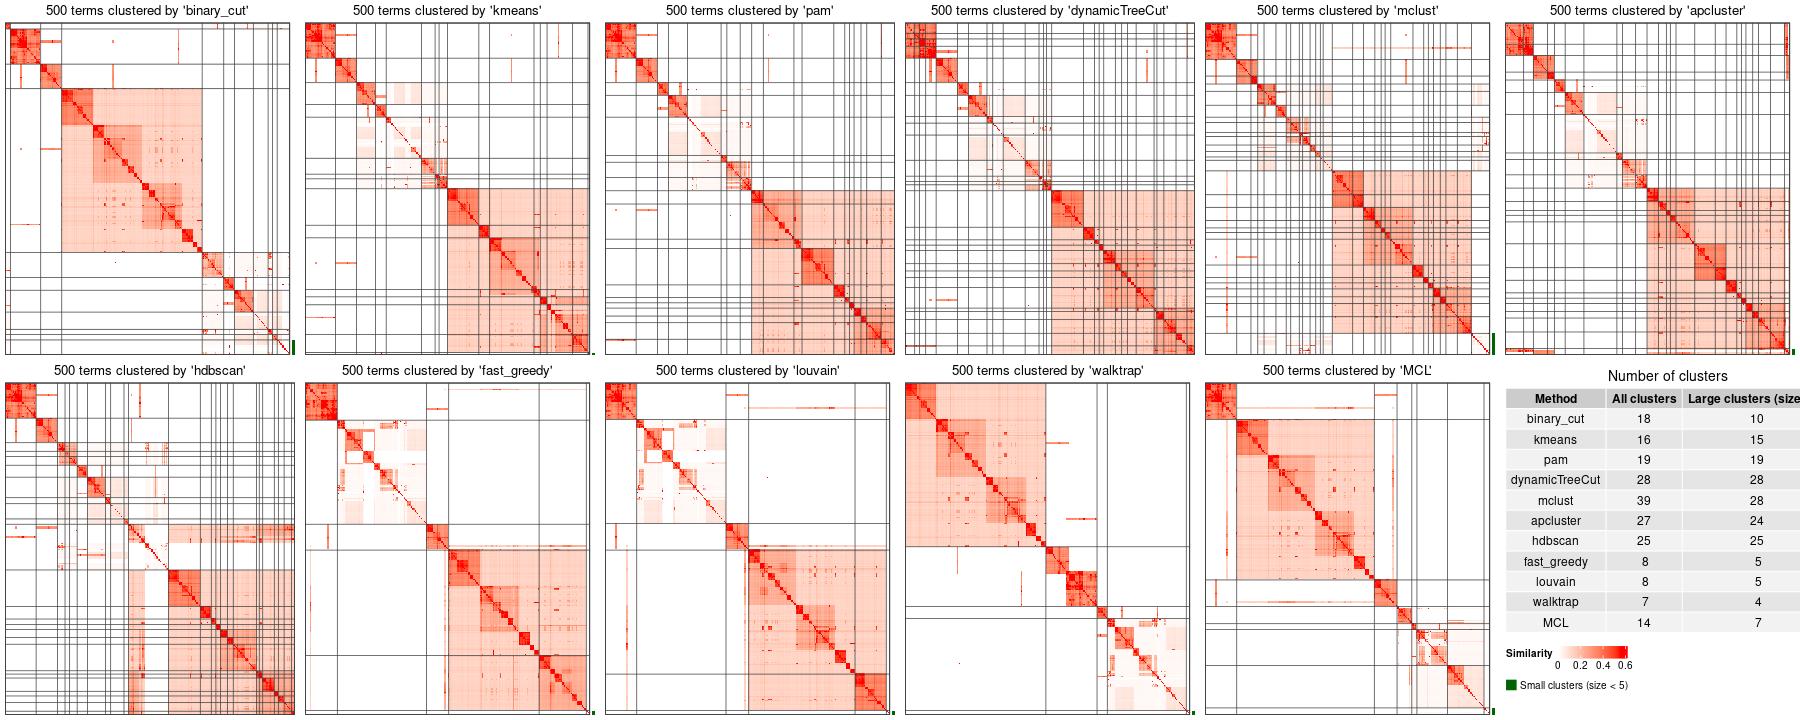 500 terms clustered by 'binary_cut'
500 terms clustered by 'kmeans'
500 terms clustered by 'pam'
500 terms clustered by 'dynamicTreeCut'
500 terms clustered by 'mclust'
500 terms clustered by 'apcluster'
500 terms clustered by 'hdbscan'
500 terms clustered by 'fast_greedy'
500 terms clustered by 'louvain'
500 terms clustered by 'walktrap'
500 terms clustered by 'MCL'
Number of clusters
Method All clusters Large clusters (size
binary_cut 18 10
kmeans 16 15
pam 19 19
dynamicTreeCut 28 28
mclust 39 28
apcluster 27 24
hdbscan 25 25
fast_greedy 8 5
louvain 8 5
walktrap 7 4
MCL 14 7
Similarity
0 0.2 0.4 0.6
Small clusters (size < 5)